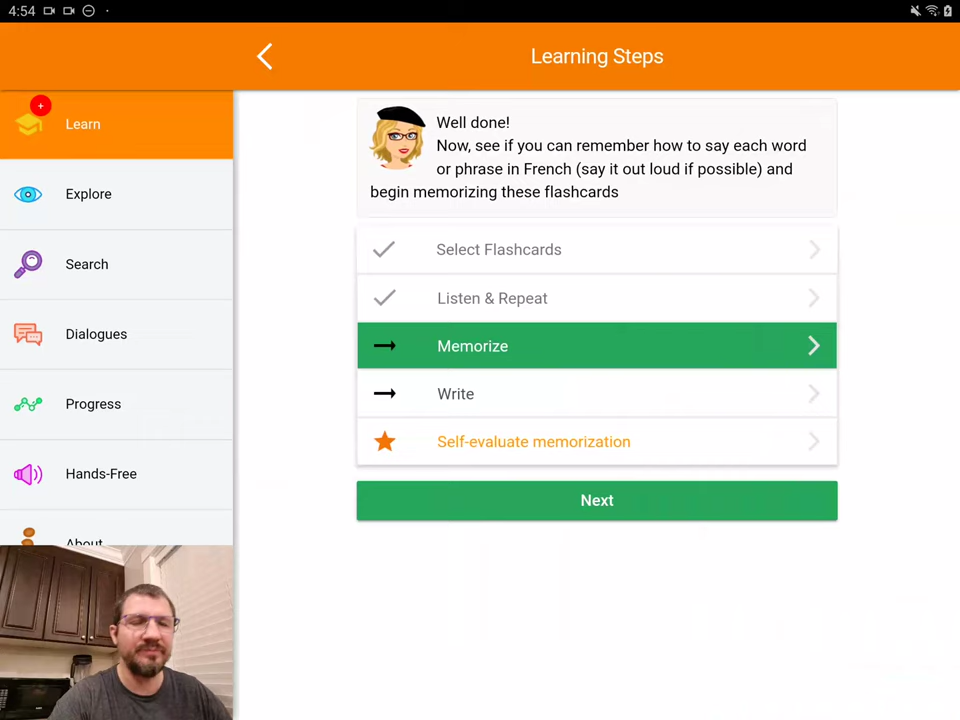 4:54
Learning Steps
+
Learn
Explore
Search
Dialogues
Progress
Hands-Free
About
Well done!
Now, see if you can remember how to say each word
or phrase in French (say it out loud if possible) and
begin memorizing these flashcards
Select Flashcards
Listen & Repeat
Memorize
Write
Self-evaluate memorization
Next